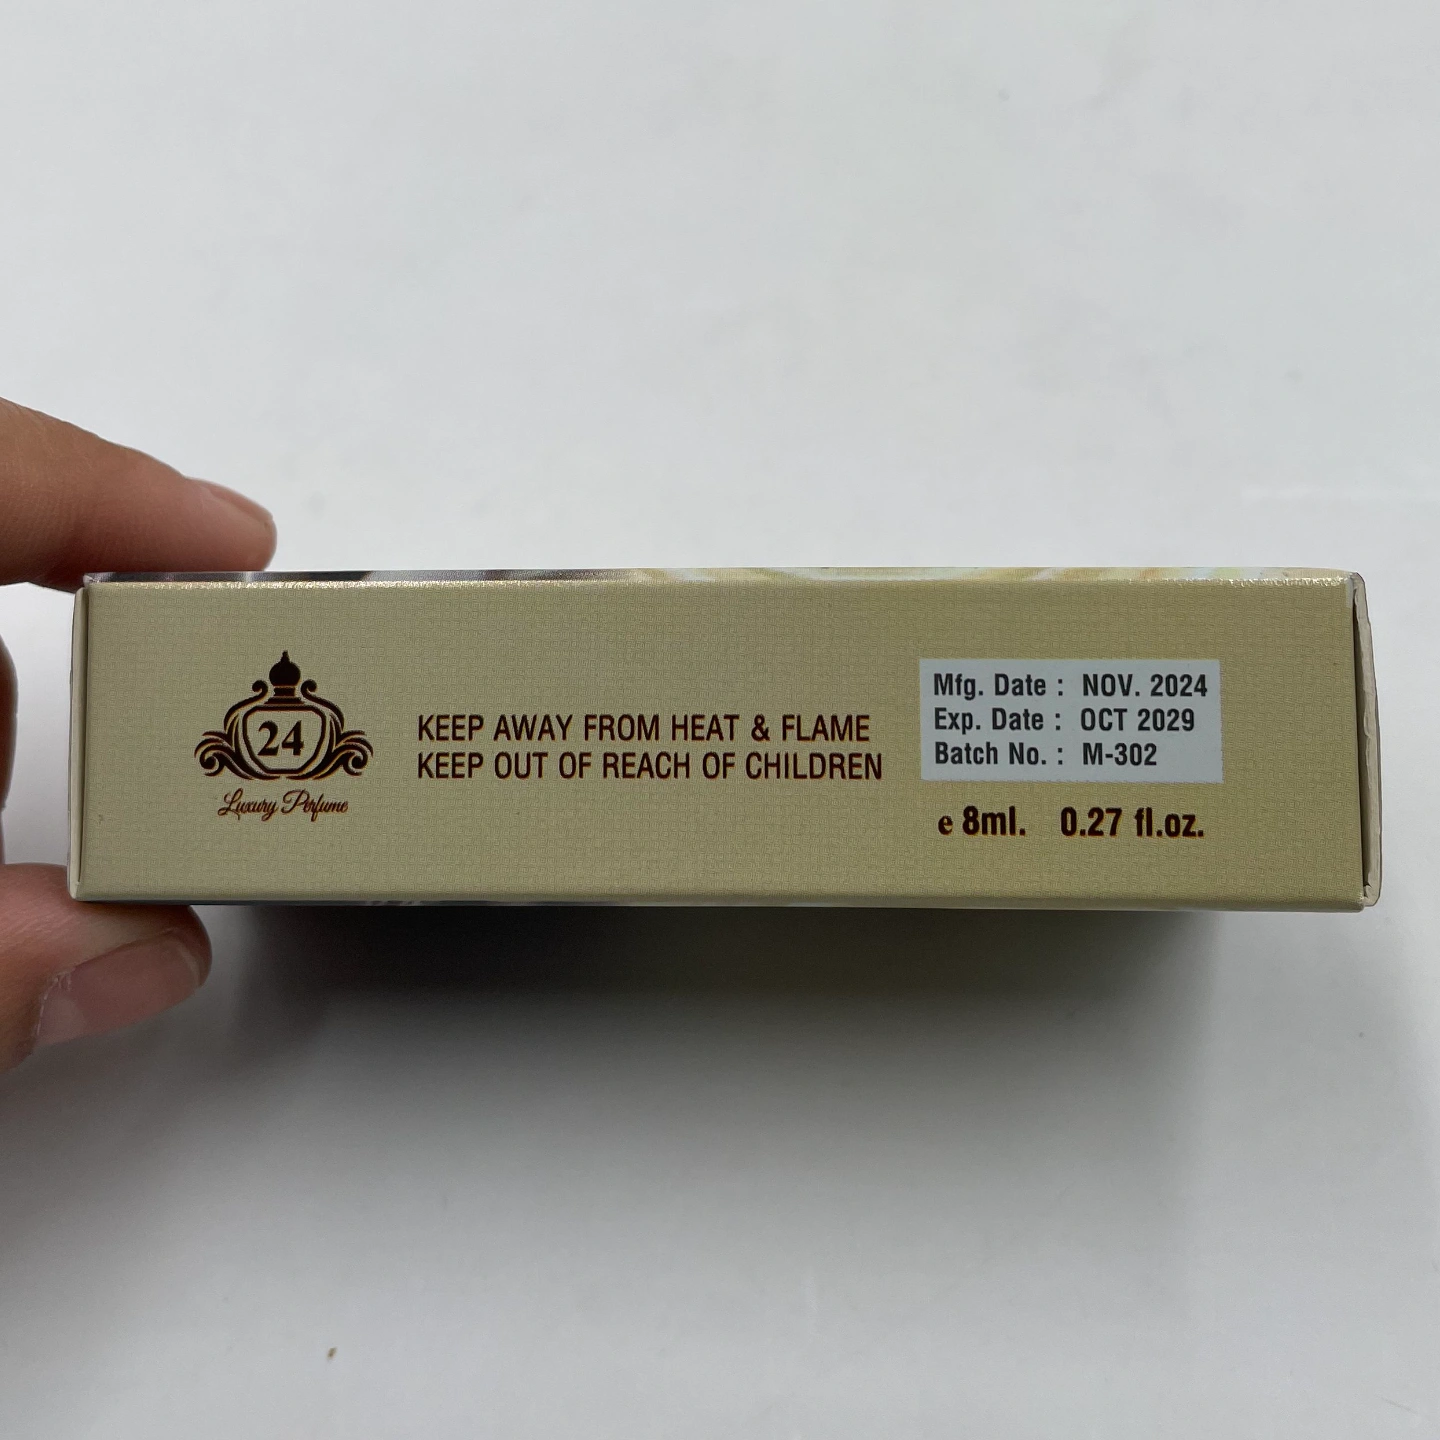 24
Luxury Perfume
KEEP AWAY FROM HEAT & FLAME
KEEP OUT OF REACH OF CHILDREN
Mfg. Date : NOV. 2024
Exp. Date : OCT 2029
Batch No. : M-302
e 8ml. 0.27 fl.oz.